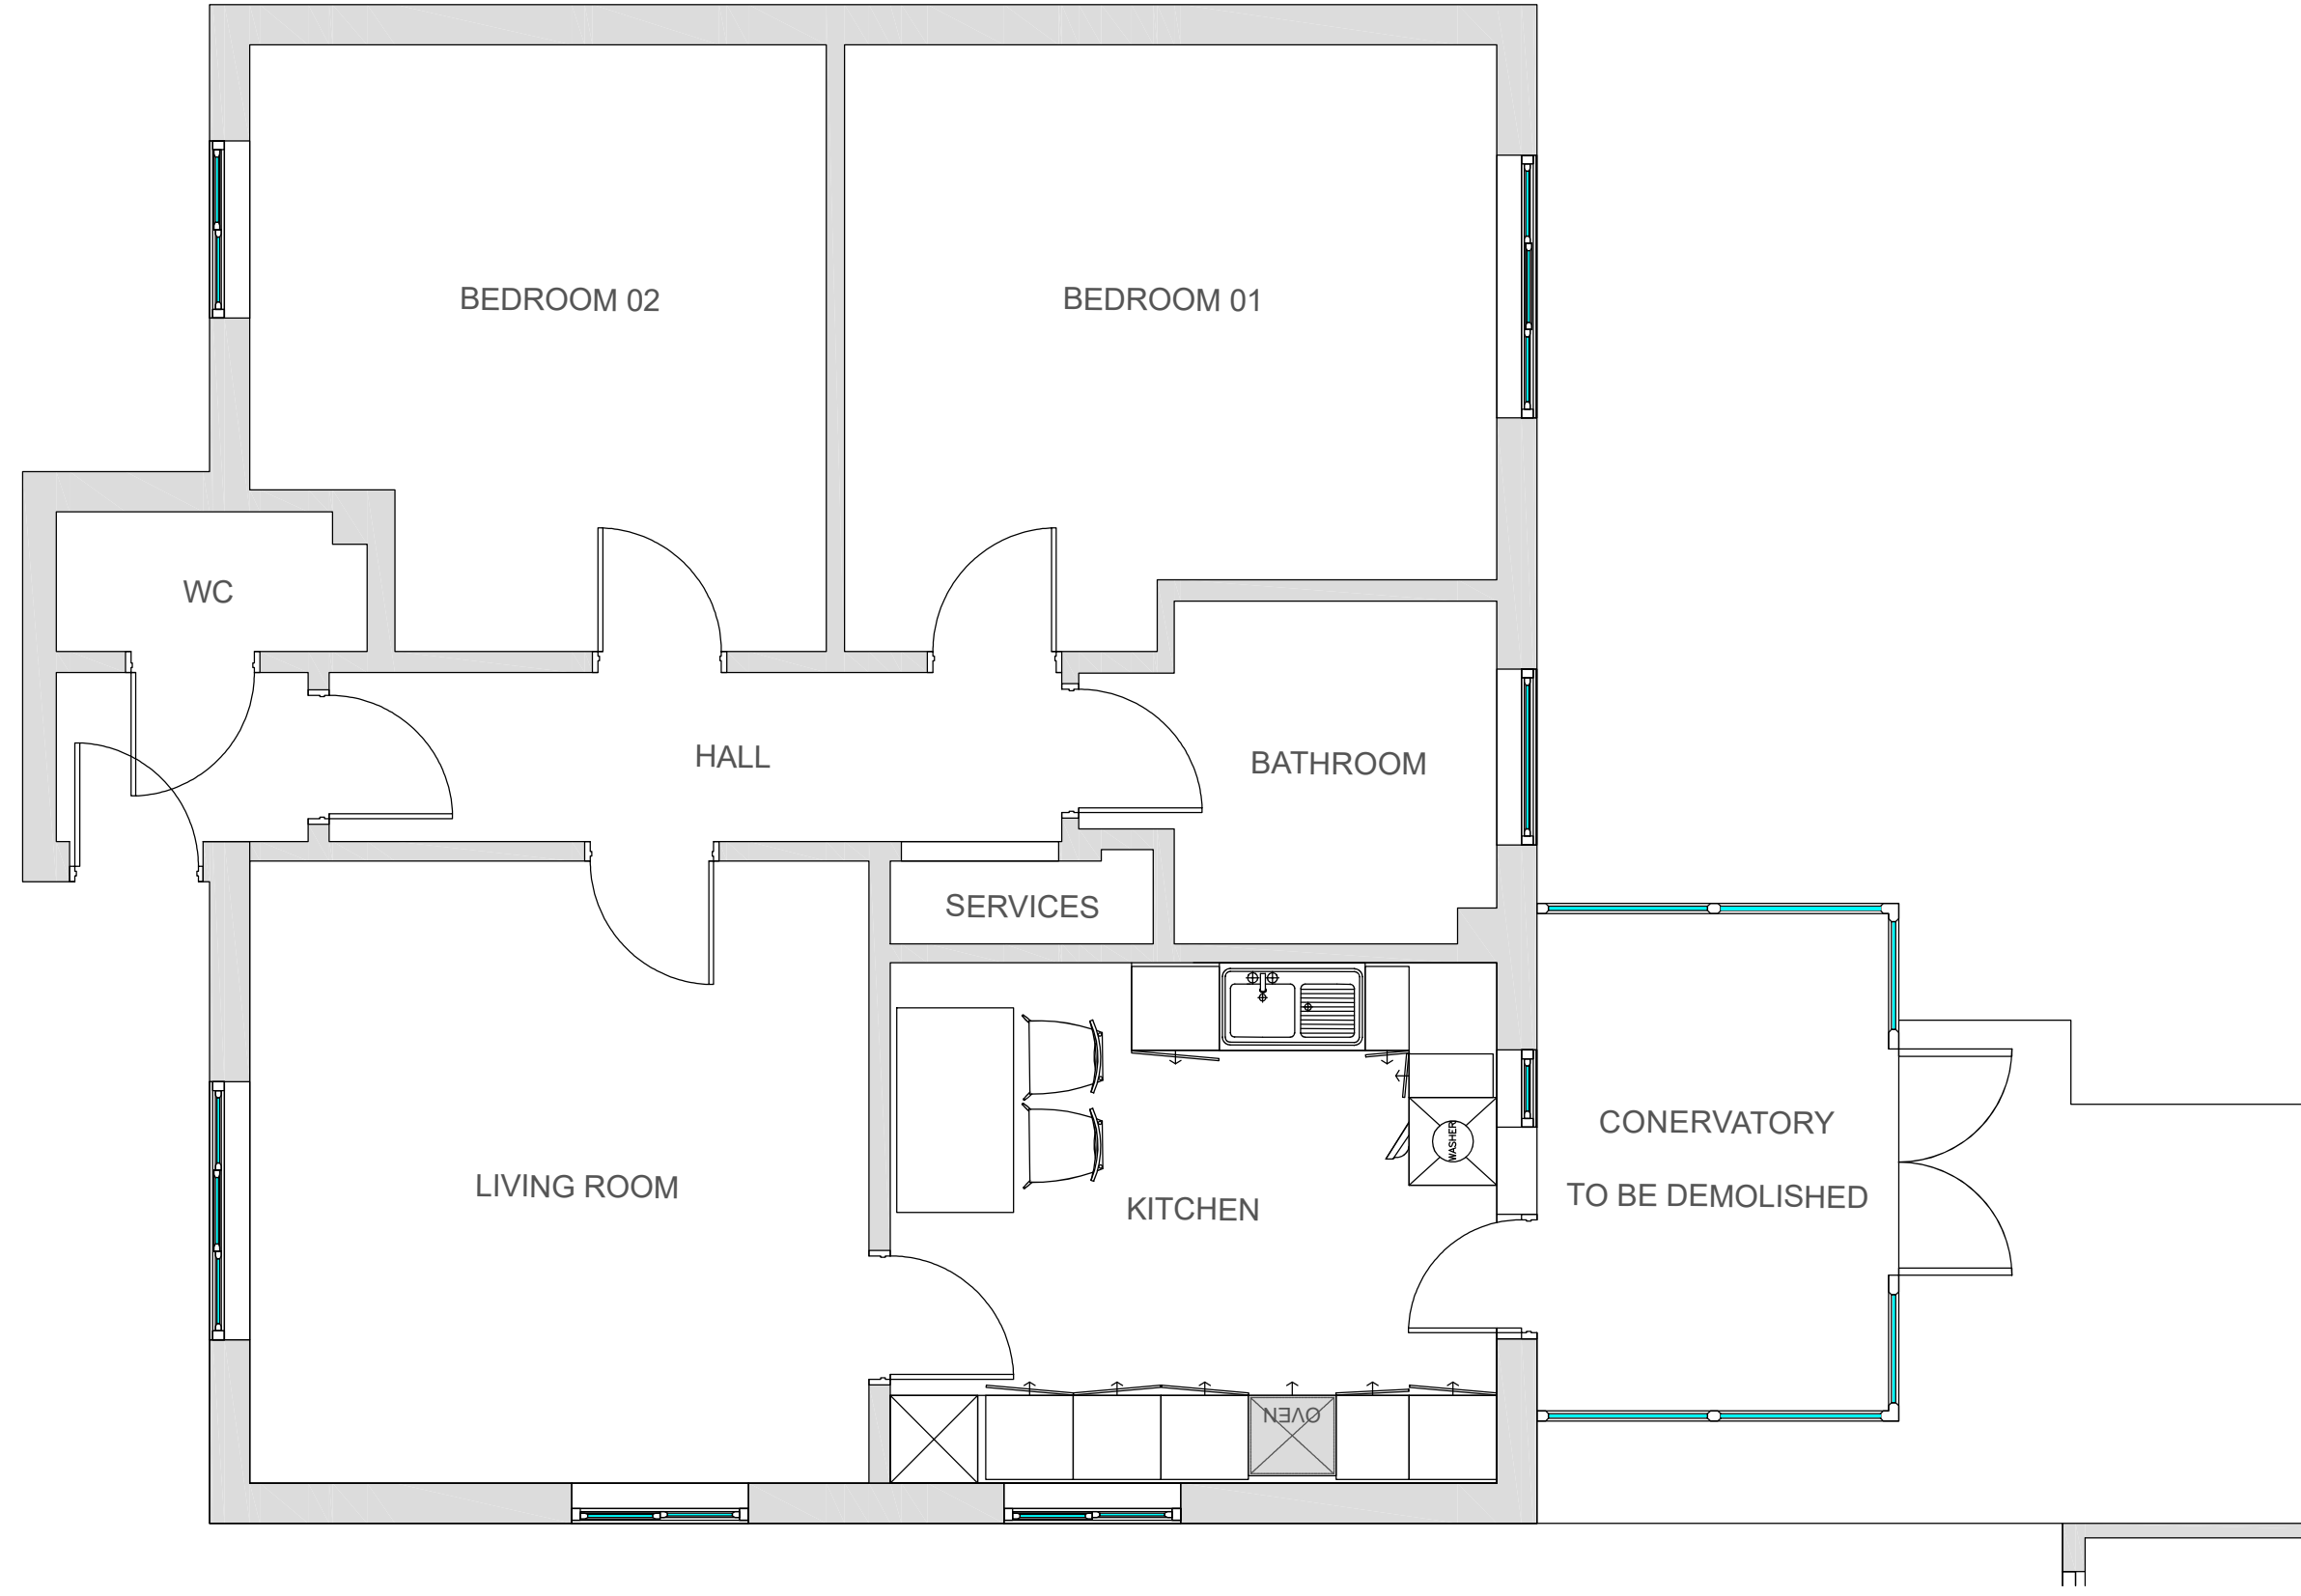 BEDROOM 02
BEDROOM 01
WC
HALL
BATHROOM
SERVICES
CONERVATORY
TO BE DEMOLISHED
WASHER
LIVING ROOM
KITCHEN
OVEN